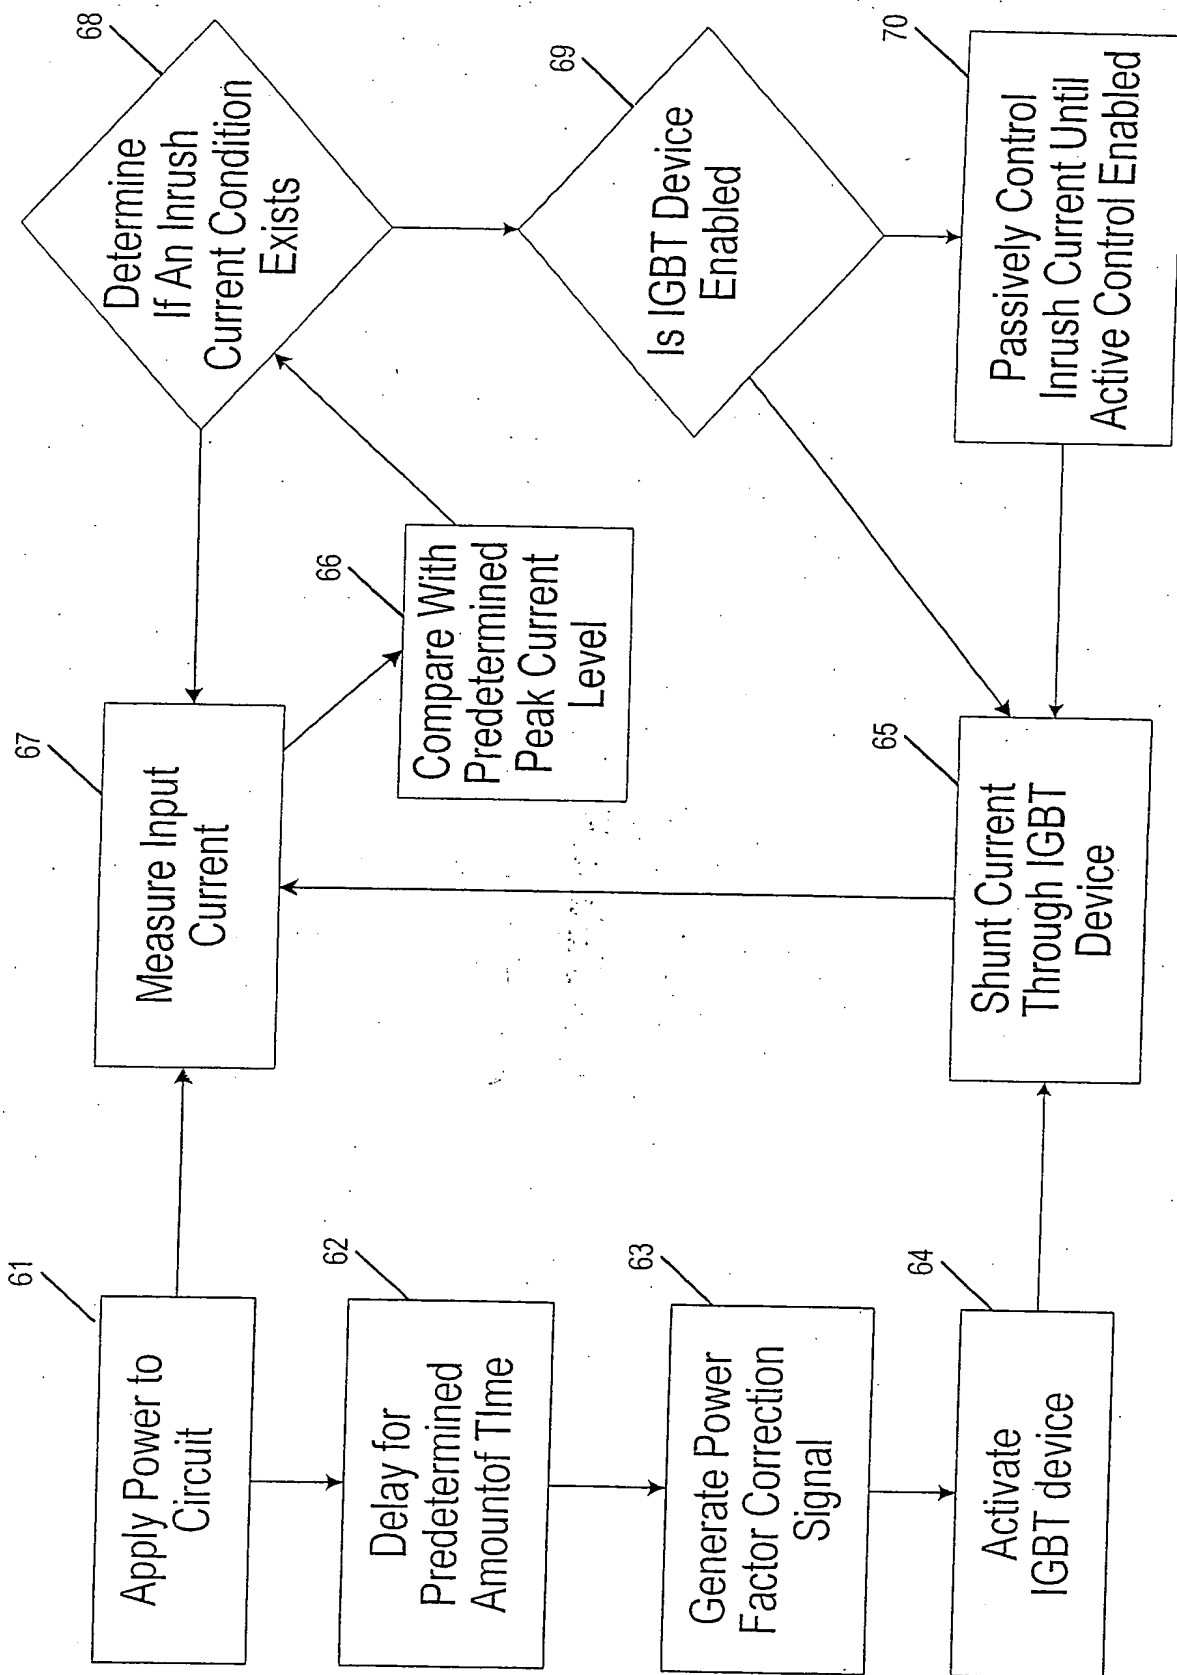 61
Apply Power to
Circuit
62
Delay for
Predetermined
Amountof TIme
63
Generate Power
Factor Correction
Signal
64
Activate
IGBT device
67
Measure Input
Current
66
Compare With
Predetermined
Peak Current
Level
65
Shunt Current
Through IGBT
Device
68
Determine
If An Inrush
Current Condition
Exists
69
Is IGBT Device
Enabled
70
Passively Control
Inrush Current Until
Active Control Enabled